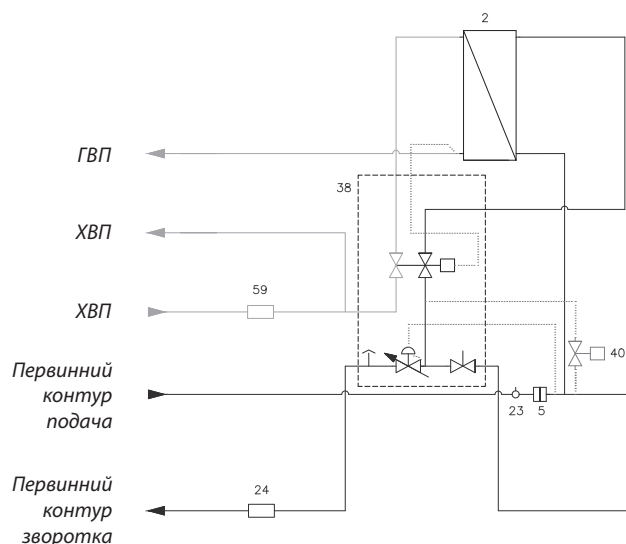 2
ГВП
38
ХВП
59
ХВП
40
Первинний
контур
подача
23
5
24
Первинний
контур
зворотка